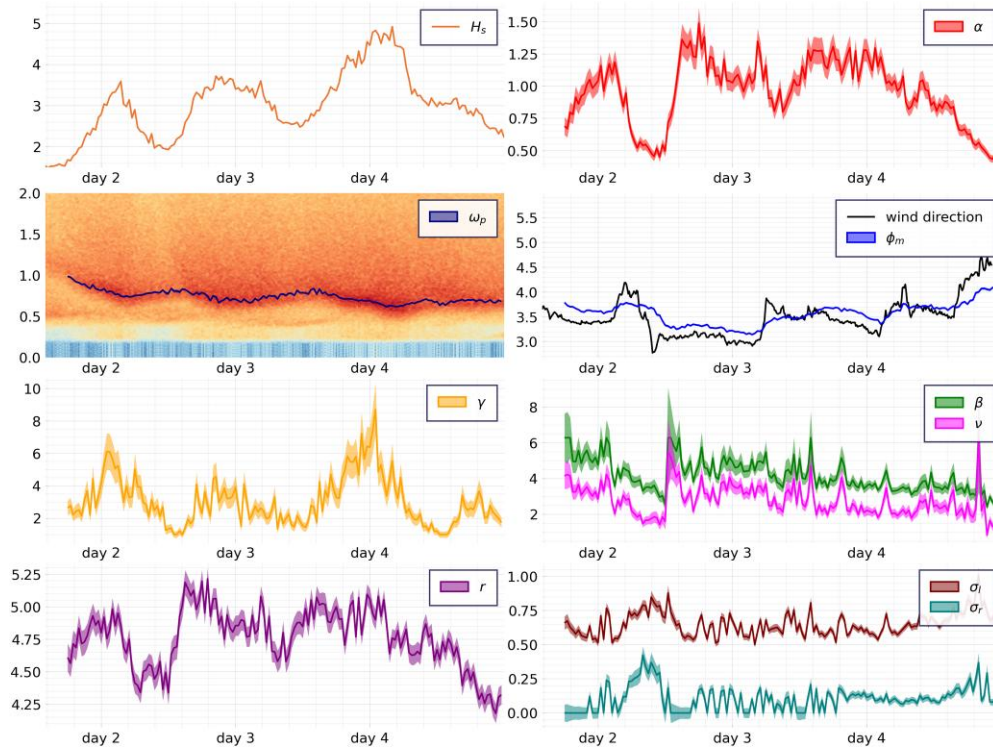 5
4
3
2
H_s
day 2
day 3
day 4
1.50
1.25
1.00
0.75
0.50
α
day 2
day 3
day 4
2.0
1.5
1.0
0.5
0.0
ω_p
day 2
day 3
day 4
5.5
5.0
4.5
4.0
3.5
3.0
wind direction
ϕ_m
day 2
day 3
day 4
10
8
6
4
2
γ
day 2
day 3
day 4
8
6
4
2
β
ν
day 2
day 3
day 4
5.25
5.00
4.75
4.50
4.25
r
day 2
day 3
day 4
1.00
0.75
0.50
0.25
0.00
σ_l
σ_r
day 2
day 3
day 4